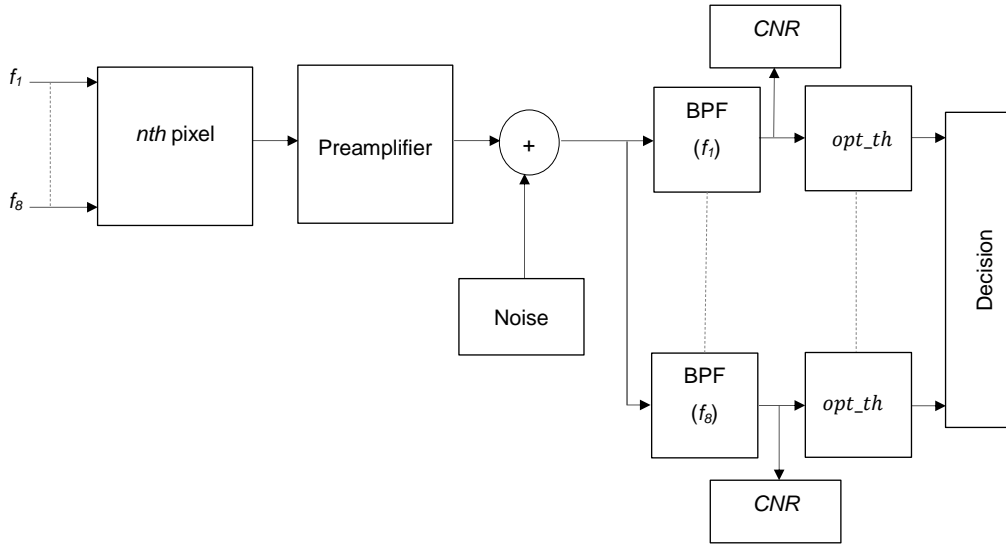 CNR
f1
f8
nth pixel
Preamplifier
+
BPF
(f1)
opt_th
Noise
Decision
BPF
(f8)
opt_th
CNR